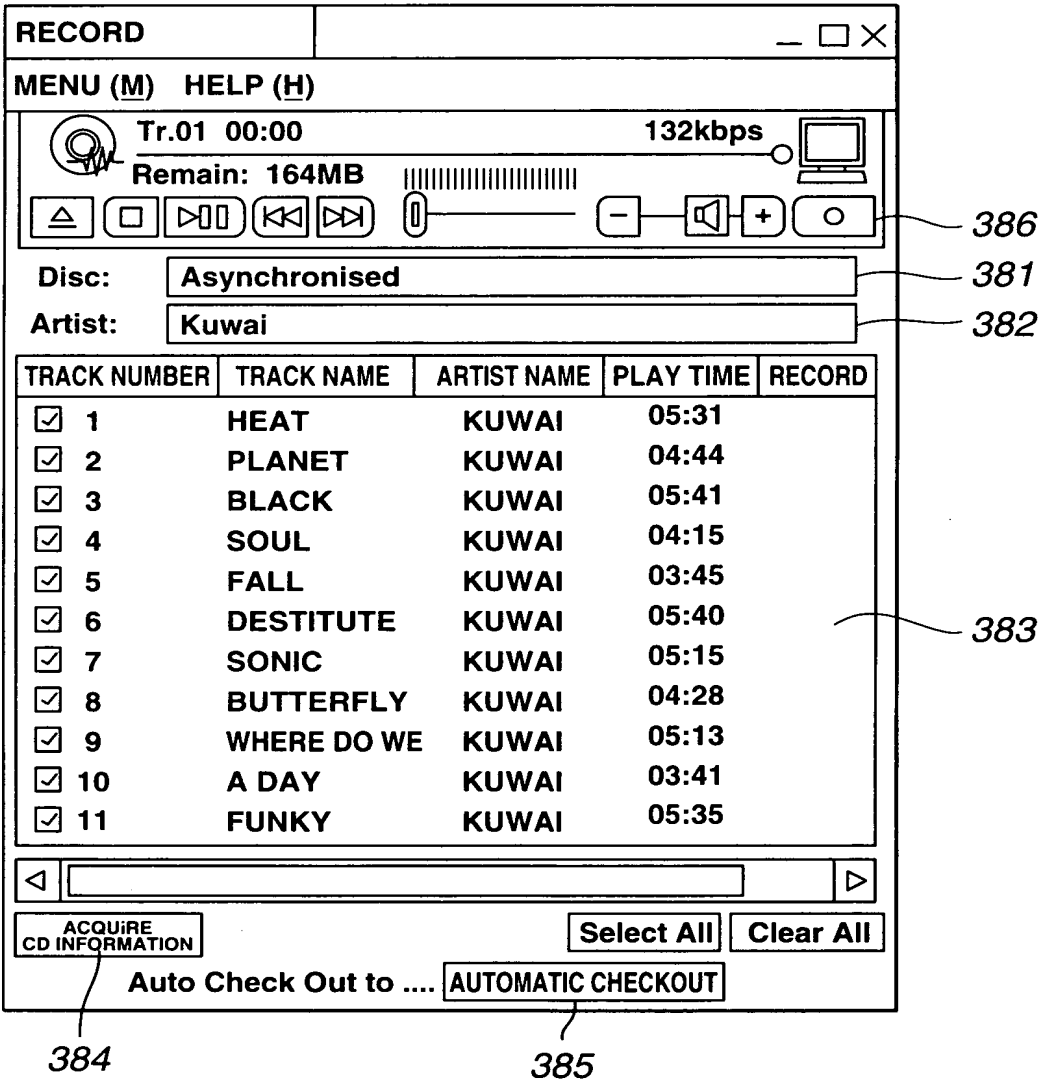 RECORD
MENU (M) HELP (H)
Tr.01 00:00 132kbps
Remain: 164MB
386
Disc: Asynchronised 381
Artist: Kuwai 382
TRACK NUMBER TRACK NAME ARTIST NAME PLAY TIME RECORD
1 HEAT KUWAI 05:31
2 PLANET KUWAI 04:44
3 BLACK KUWAI 05:41
4 SOUL KUWAI 04:15
5 FALL KUWAI 03:45
6 DESTITUTE KUWAI 05:40
383
7 SONIC KUWAI 05:15
8 BUTTERFLY KUWAI 04:28
9 WHERE DO WE KUWAI 05:13
10 A DAY KUWAI 03:41
11 FUNKY KUWAI 05:35
ACQUiRE
CD INFORMATION
Select All Clear All
Auto Check Out to .... AUTOMATIC CHECKOUT
384 385